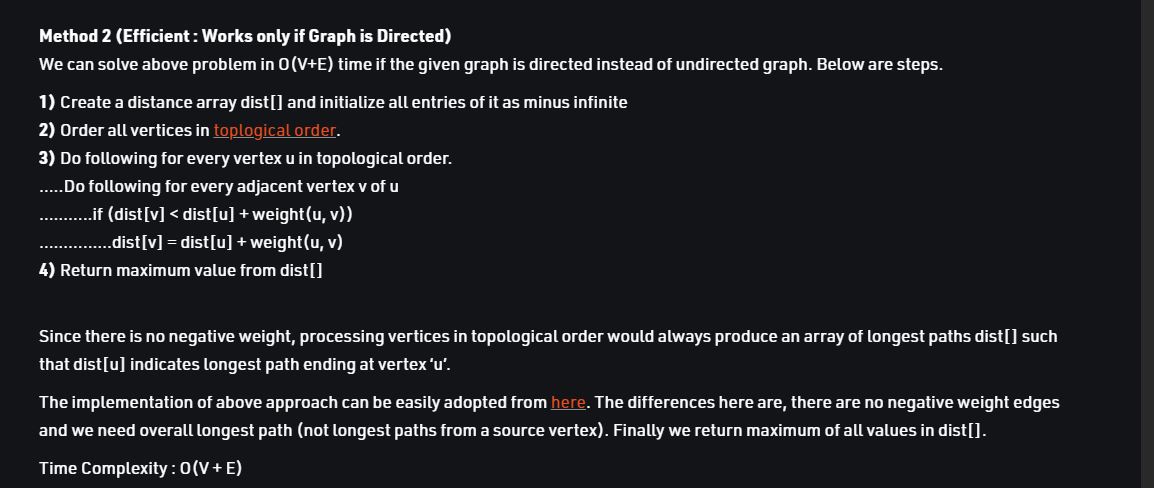 Method 2 (Efficient : Works only if Graph is Directed)
We can solve above problem in O(V+E) time if the given graph is directed instead of undirected graph. Below are steps.
1) Create a distance array dist[] and initialize all entries of it as minus infinite
2) Order all vertices in toplogical order.
3) Do following for every vertex u in topological order.
.....Do following for every adjacent vertex v of u
...........if (dist[v] < dist[u] + weight(u, v))
...............dist[v] = dist[u] + weight(u, v)
4) Return maximum value from dist[]
Since there is no negative weight, processing vertices in topological order would always produce an array of longest paths dist[] such
that dist[u] indicates longest path ending at vertex ‘u’.
The implementation of above approach can be easily adopted from here. The differences here are, there are no negative weight edges
and we need overall longest path (not longest paths from a source vertex). Finally we return maximum of all values in dist[].
Time Complexity : O(V + E)